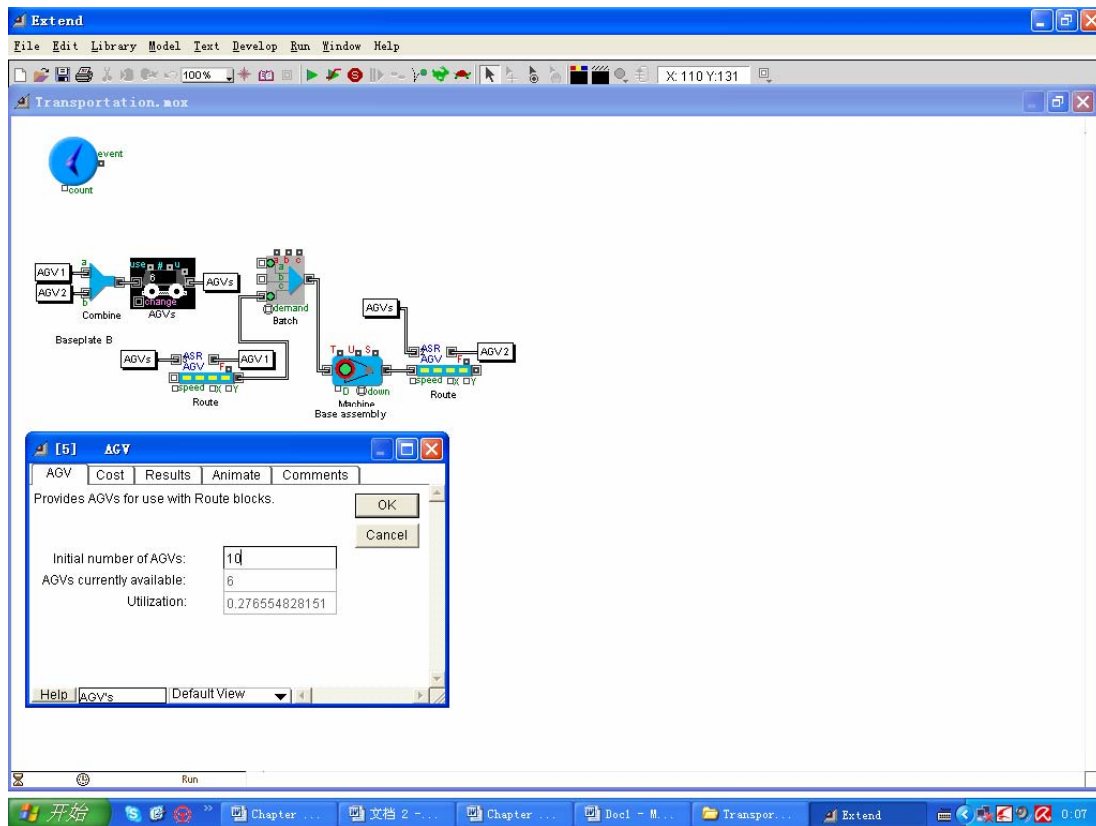 Extend
File Edit Library Model Text Develop Run Window Help
100% X:110 Y:131
Transportation.mox
event
count
AGV1
AGV2
a
b
Combine
use # u
6
change
AGVs
AGVs
Baseplate B
a b c
a
b
c
demand
Batch
AGVs
ASR
AGV
F
AGV1
speed X Y
Route
T U S
D down
Machine
Base assembly
AGVs
ASR
AGV
F
AGV2
speed X Y
Route
[5] AGV
AGV Cost Results Animate Comments
Provides AGVs for use with Route blocks.
OK
Cancel
Initial number of AGVs: 10
AGVs currently available: 6
Utilization: 0.276554828151
Help AGV's Default View
Run
开始 Chapter ... 文档 2 -... Chapter ... Doc1 - M... Transpor... Extend 0:07